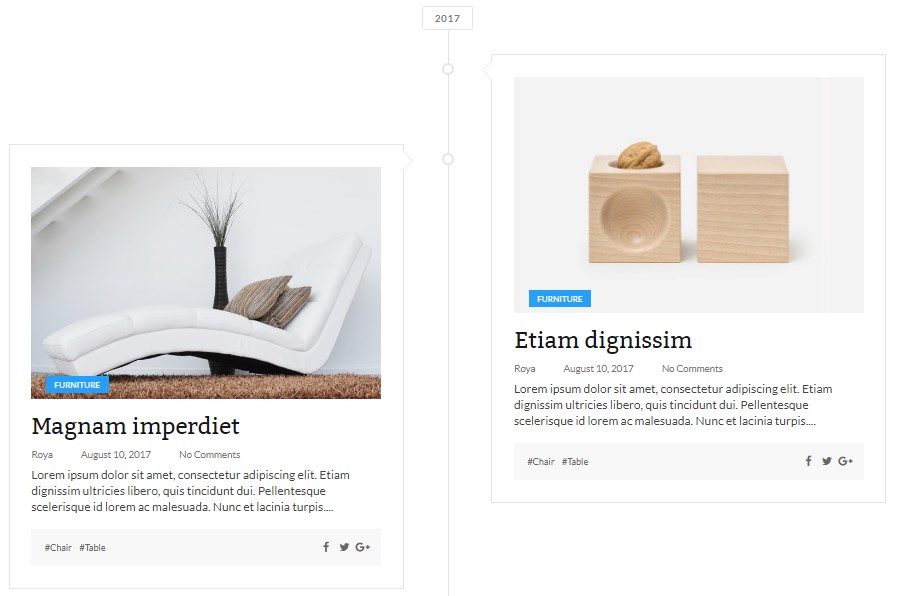 2017
FURNITURE
Magnam imperdiet
Roya August 10, 2017 No Comments
Lorem ipsum dolor sit amet, consectetur adipiscing elit. Etiam
dignissim ultricies libero, quis tincidunt dui. Pellentesque
scelerisque id lorem ac malesuada. Nunc et lacinia turpis....
#Chair #Table
FURNITURE
Etiam dignissim
Roya August 10, 2017 No Comments
Lorem ipsum dolor sit amet, consectetur adipiscing elit. Etiam
dignissim ultricies libero, quis tincidunt dui. Pellentesque
scelerisque id lorem ac malesuada. Nunc et lacinia turpis....
#Chair #Table